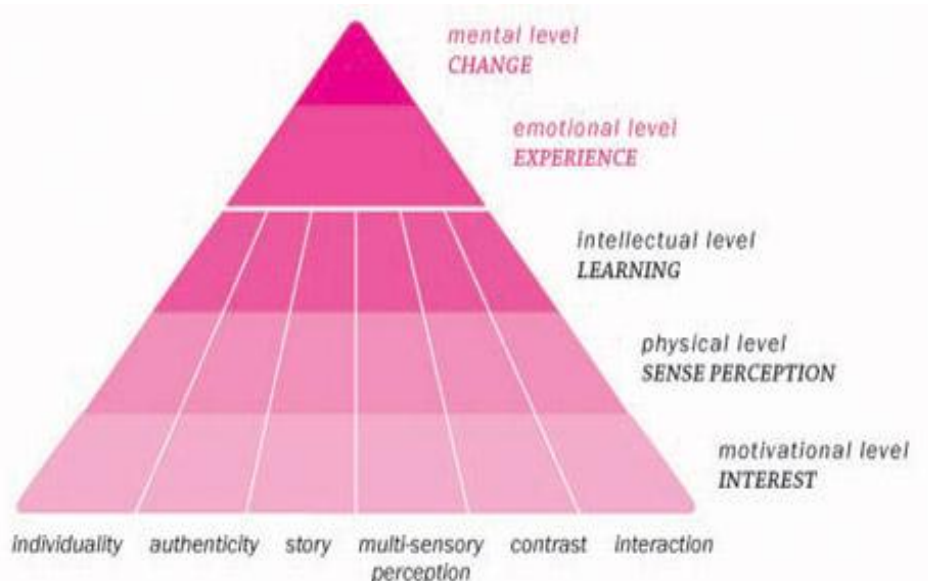 mental level
CHANGE
emotional level
EXPERIENCE
intellectual level
LEARNING
physical level
SENSE PERCEPTION
motivational level
INTEREST
individuality authenticity story multi-sensory contrast interaction
perception